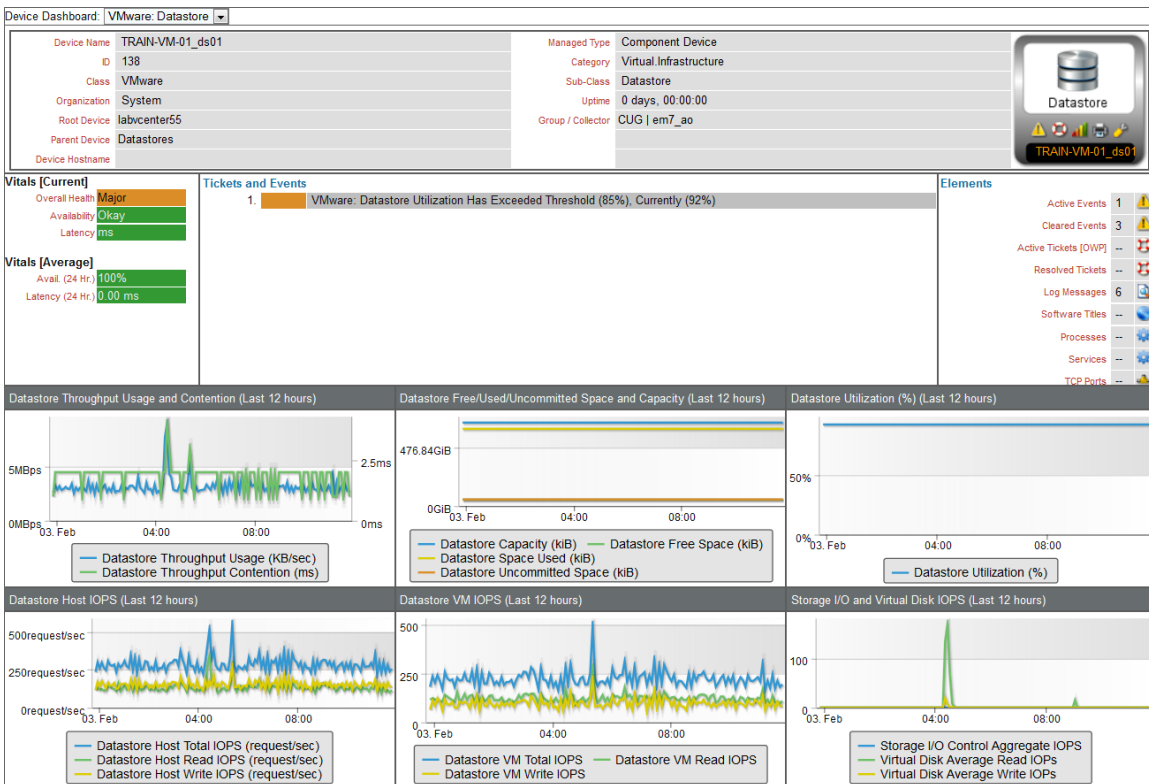 Device Dashboard: VMware: Datastore
Device Name TRAIN-VM-01_ds01 Managed Type Component Device
ID 138 Category Virtual.Infrastructure
Class VMware Sub-Class Datastore
Organization System Uptime 0 days, 00:00:00
Root Device labvcenter55 Group / Collector CUG | em7_ao
Parent Device Datastores
Device Hostname
Datastore
TRAIN-VM-01_ds01
Vitals [Current]
Overall Health Major
Availability Okay
Latency ms
Vitals [Average]
Avail. (24 Hr.) 100%
Latency (24 Hr.) 0.00 ms
Tickets and Events
1. VMware: Datastore Utilization Has Exceeded Threshold (85%), Currently (92%)
Elements
Active Events 1
Cleared Events 3
Active Tickets [OWP] --
Resolved Tickets --
Log Messages 6
Software Titles --
Processes --
Services --
TCP Ports --
Datastore Throughput Usage and Contention (Last 12 hours)
5MBps 2.5ms
0MBps 0ms
03. Feb 04:00 08:00
Datastore Throughput Usage (KB/sec)
Datastore Throughput Contention (ms)
Datastore Free/Used/Uncommitted Space and Capacity (Last 12 hours)
476.84GiB
0GiB
03. Feb 04:00 08:00
Datastore Capacity (kiB) Datastore Free Space (kiB)
Datastore Space Used (kiB)
Datastore Uncommitted Space (kiB)
Datastore Utilization (%) (Last 12 hours)
50%
0%
03. Feb 04:00 08:00
Datastore Utilization (%)
Datastore Host IOPS (Last 12 hours)
500request/sec
250request/sec
0request/sec
03. Feb 04:00 08:00
Datastore Host Total IOPS (request/sec)
Datastore Host Read IOPS (request/sec)
Datastore Host Write IOPS (request/sec)
Datastore VM IOPS (Last 12 hours)
500
250
0
03. Feb 04:00 08:00
Datastore VM Total IOPS Datastore VM Read IOPS
Datastore VM Write IOPS
Storage I/O and Virtual Disk IOPS (Last 12 hours)
100
0
03. Feb 04:00 08:00
Storage I/O Control Aggregate IOPS
Virtual Disk Average Read IOPs
Virtual Disk Average Write IOPs